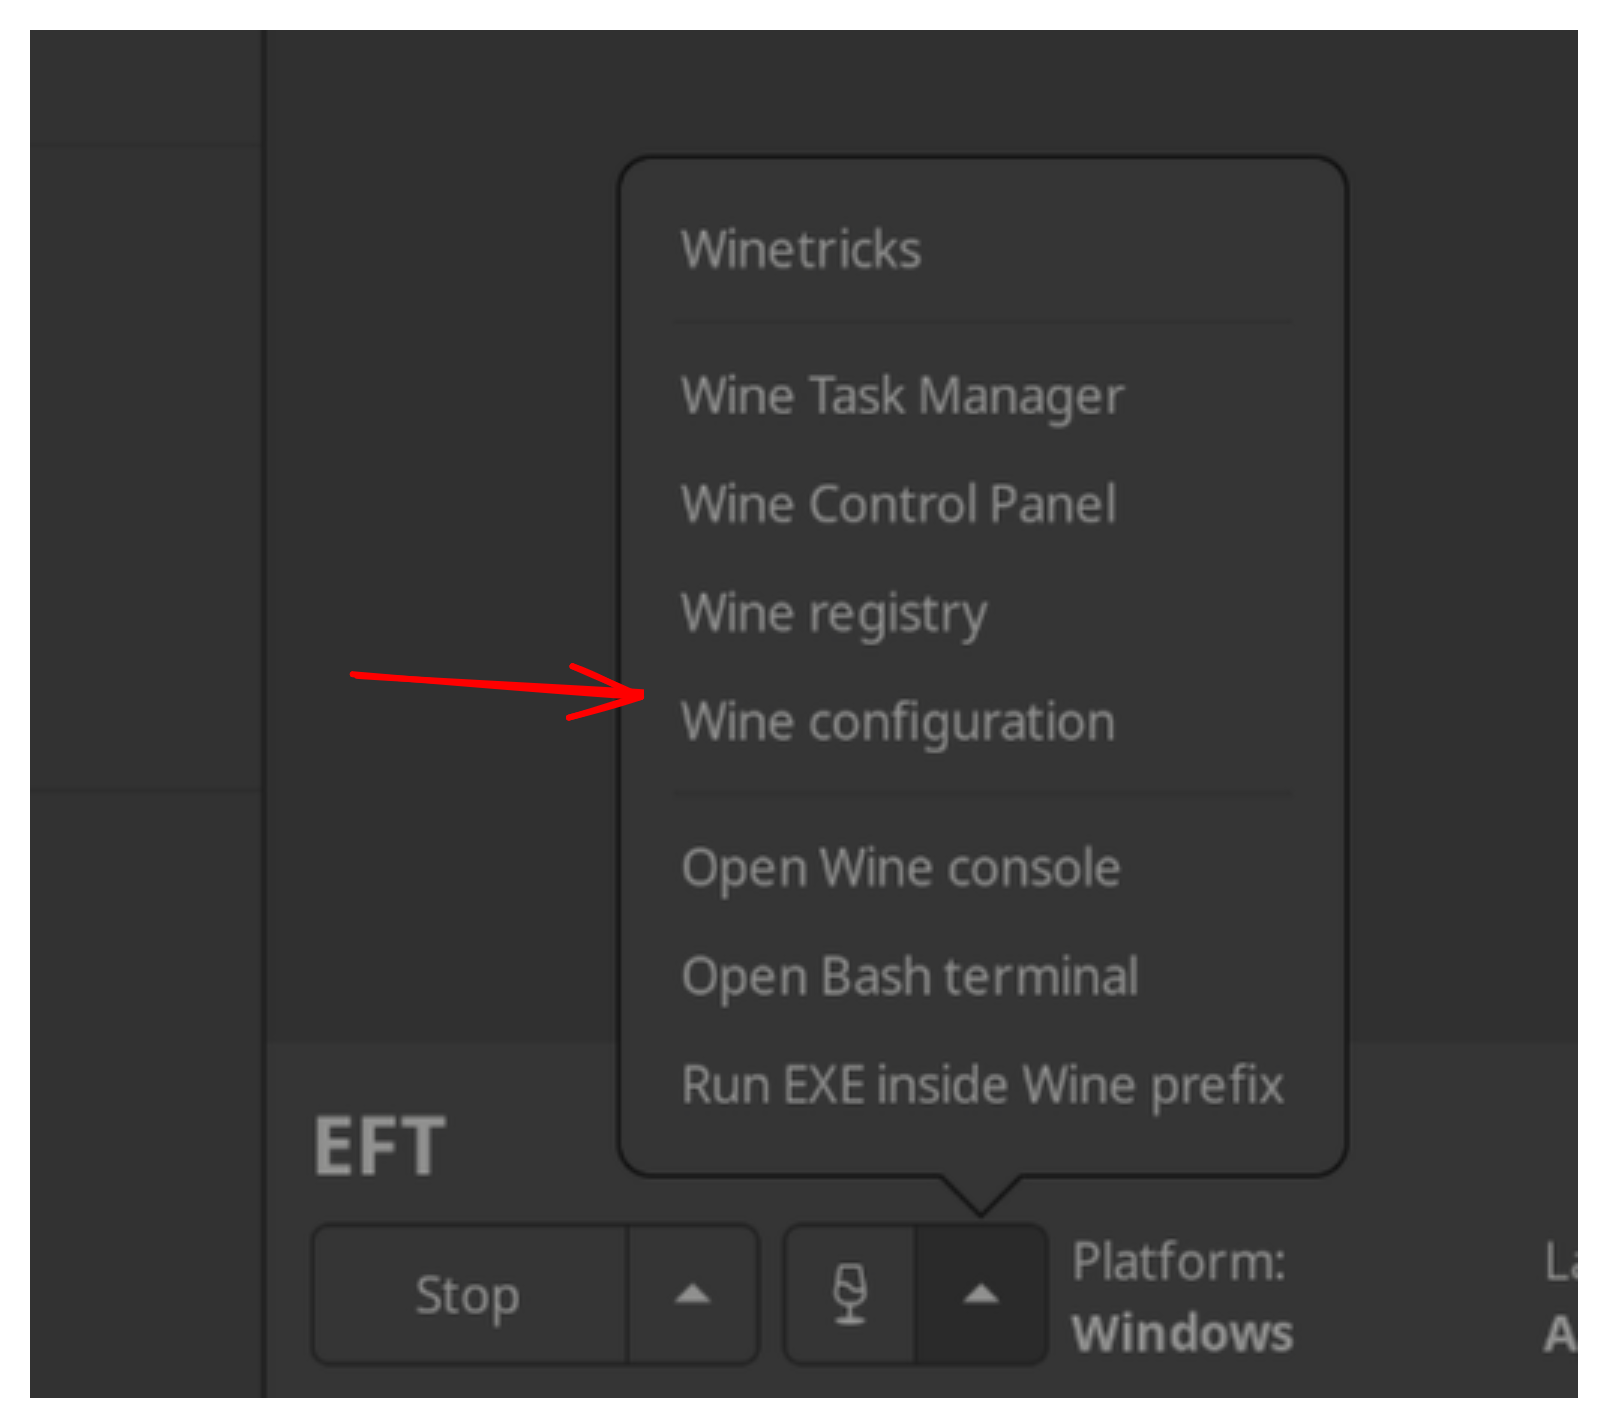 Winetricks
Wine Task Manager
Wine Control Panel
Wine registry
Wine configuration
Open Wine console
Open Bash terminal
Run EXE inside Wine prefix
EFT
Stop
Platform:
Windows